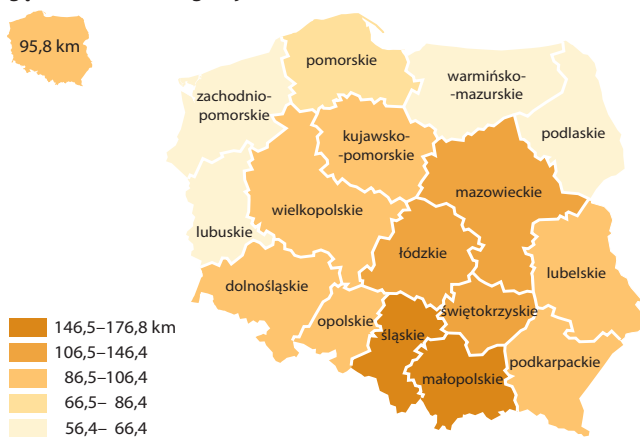 95,8 km
pomorskie
warmińsko-
-mazurskie
zachodnio-
pomorskie
podlaskie
kujawsko-
-pomorskie
mazowieckie
wielkopolskie
lubuskie
łódzkie
lubelskie
dolnośląskie
opolskie
śląskie
świętokrzyskie
podkarpackie
małopolskie
146,5–176,8 km
106,5–146,4
86,5–106,4
66,5– 86,4
56,4– 66,4